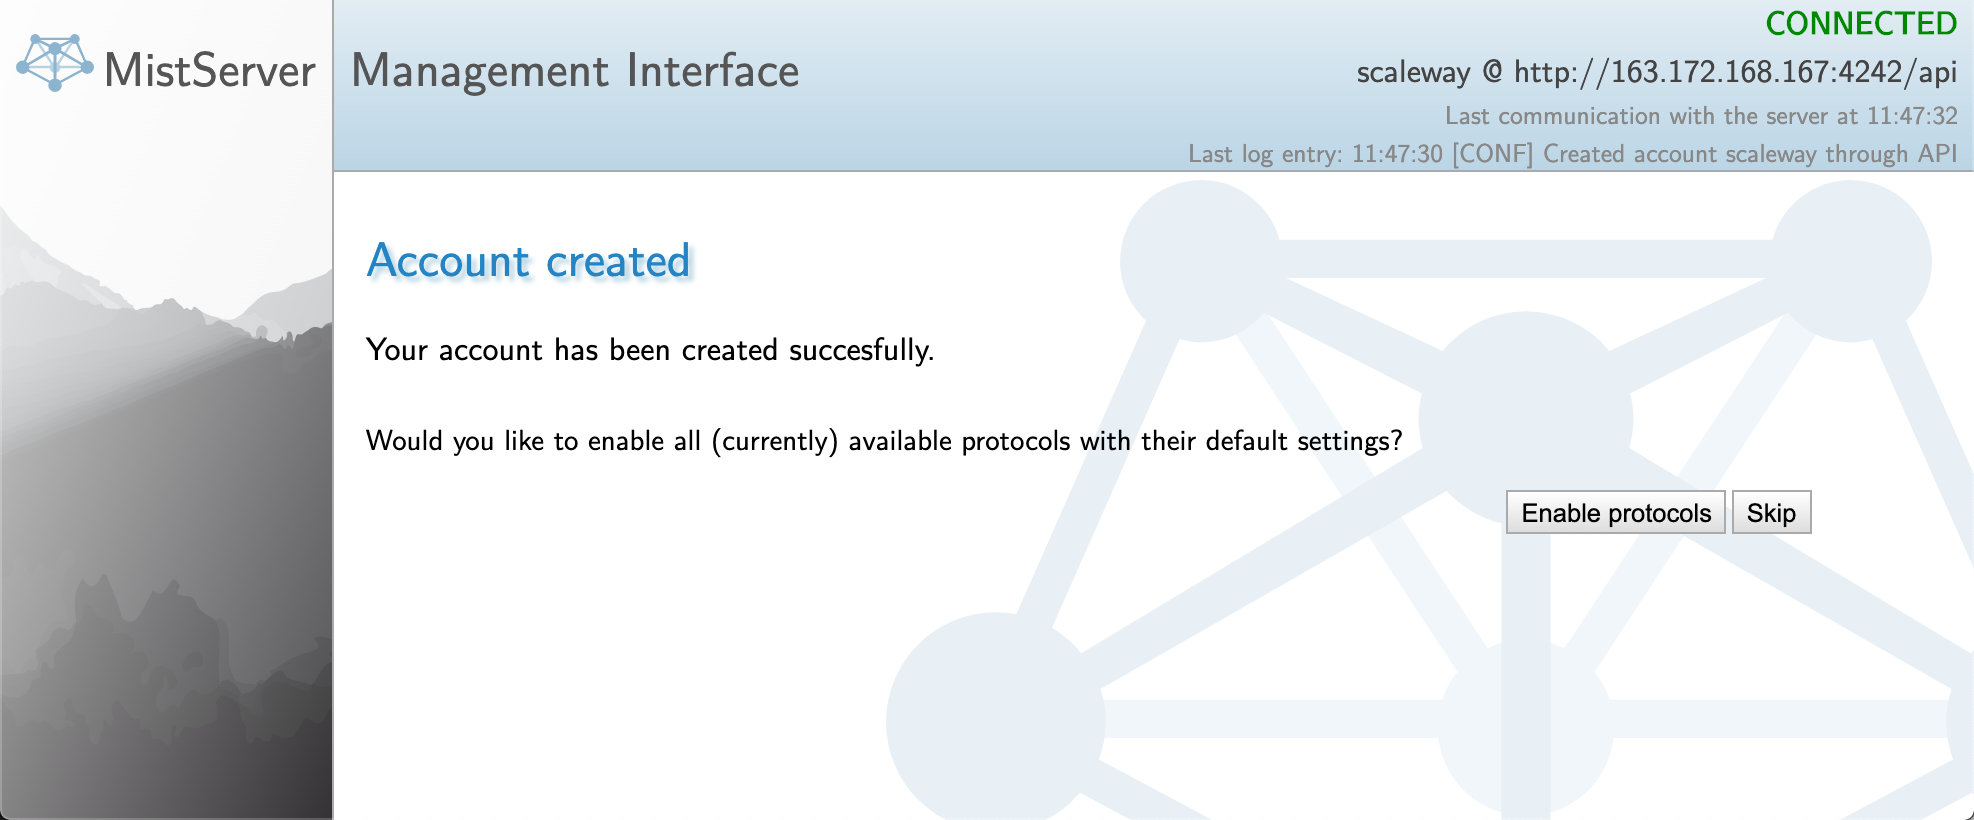 MistServer
Management Interface
CONNECTED
scaleway @ http://163.172.168.167:4242/api
Last communication with the server at 11:47:32
Last log entry: 11:47:30 [CONF] Created account scaleway through API
Account created
Your account has been created succesfully.
Would you like to enable all (currently) available protocols with their default settings?
Enable protocols Skip